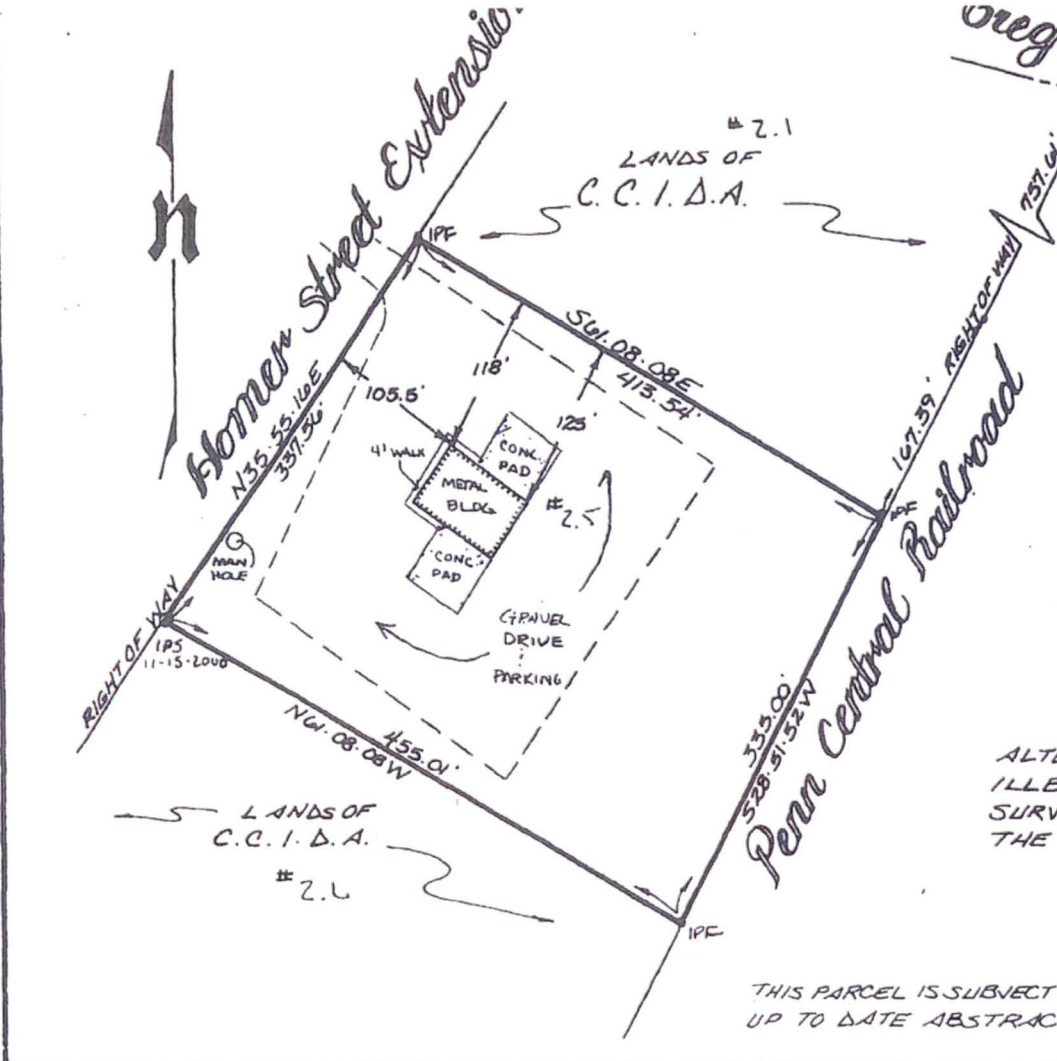 Homer Street Extensio
Greg
N
# 2.1
LANDS OF
C. C. I. D. A.
757.61'
IPF
S61.08.08E
413.54'
167.39' RIGHT OF WAY
118'
105.5'
123'
N35.55.16E
337.56'
4' WALK
CONC.
PAD
METAL
BLDG
# 2.5
IPF
Penn Central Railroad
MAN
HOLE
CONC.
PAD
GRAVEL
DRIVE
PARKING
IPS
11-15-2000
RIGHT OF WAY
N61.08.08W
455.01'
335.00'
S28.51.52W
LANDS OF
C.C.I.D.A.
IPF
ILLE
SURV
THE
THIS PARCEL IS SUBJECT
UP TO DATE ABSTRAC